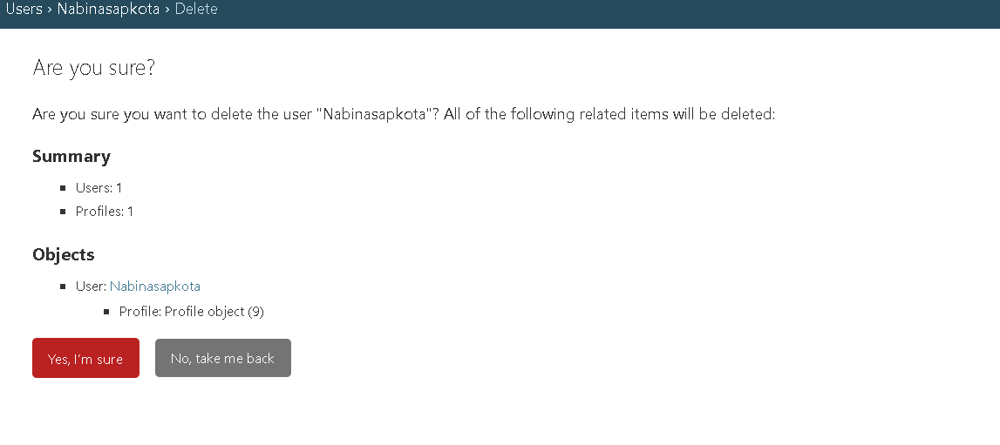 Users › Nabinasapkota › Delete
Are you sure?
Are you sure you want to delete the user "Nabinasapkota"? All of the following related items will be deleted:
Summary
Users: 1
Profiles: 1
Objects
User: Nabinasapkota
Profile: Profile object (9)
Yes, I’m sure
No, take me back